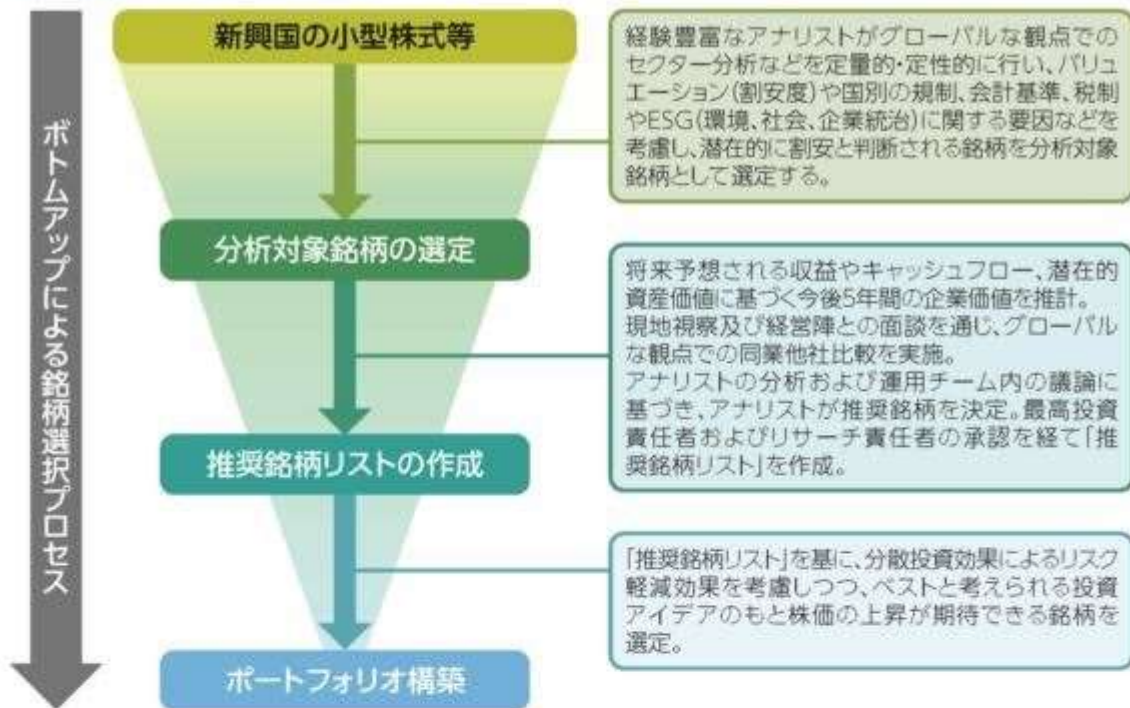 新興国の小型株式等
経験豊富なアナリストがグローバルな観点での
セクター分析などを定量的・定性的に行い、バリュ
エーション(割安度)や国別の規制、会計基準、税制
やESG(環境、社会、企業統治)に関する要因などを
考慮し、潜在的に割安と判断される銘柄を分析対象
銘柄として選定する。
ボトムアップによる銘柄選択プロセス
分析対象銘柄の選定
将来予想される収益やキャッシュフロー、潜在的
資産価値に基づく今後5年間の企業価値を推計。
現地視察及び経営陣との面談を通じ、グローバル
な観点での同業他社比較を実施。
アナリストの分析および運用チーム内の議論に
基づき、アナリストが推奨銘柄を決定。最高投資
責任者およびリサーチ責任者の承認を経て「推
奨銘柄リスト」を作成。
推奨銘柄リストの作成
「推奨銘柄リスト」を基に、分散投資効果によるリスク
軽減効果を考慮しつつ、ベストと考えられる投資
アイデアのもと株価の上昇が期待できる銘柄を
選定。
ポートフォリオ構築